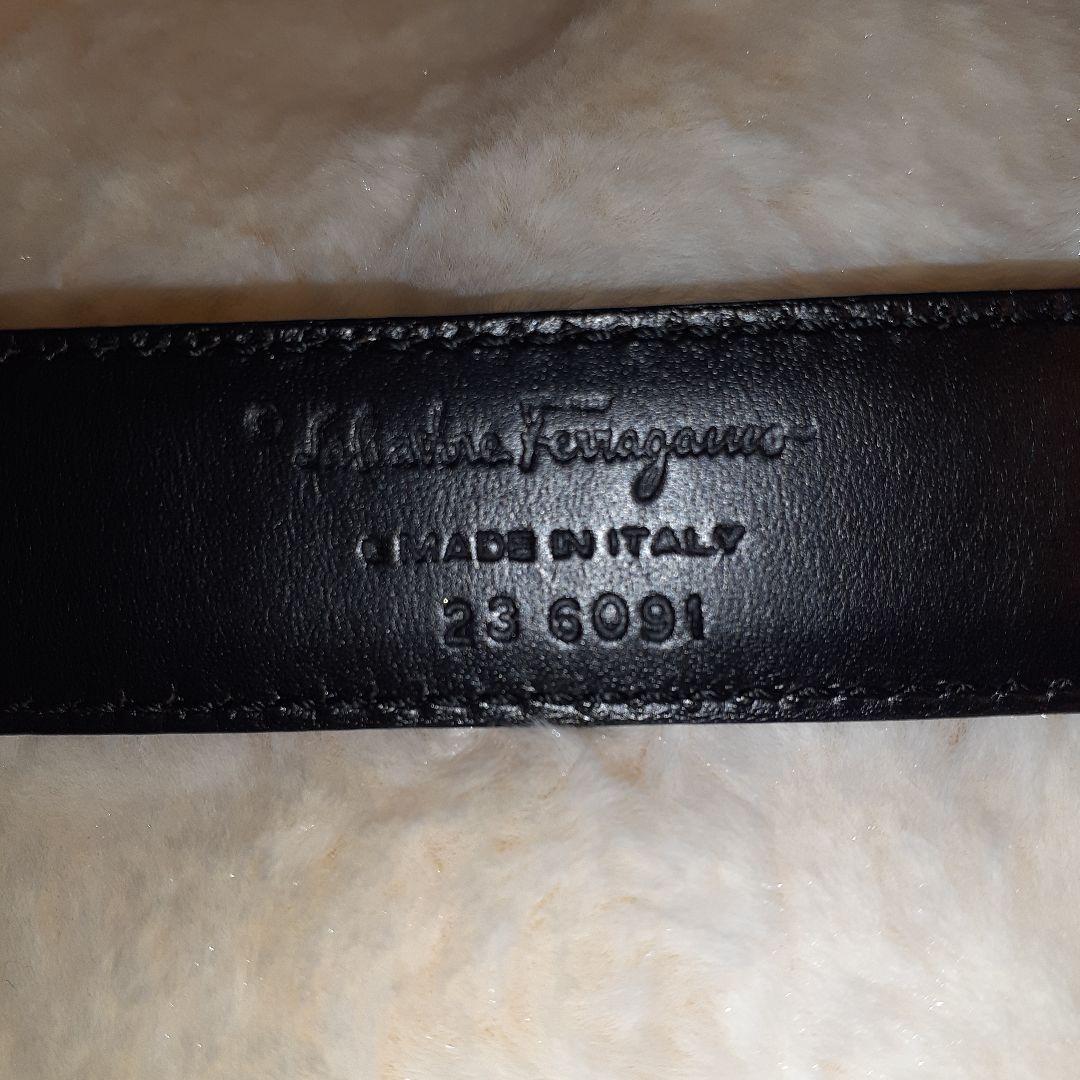 ® Salvatore Ferragamo
MADE IN ITALY
23 6091